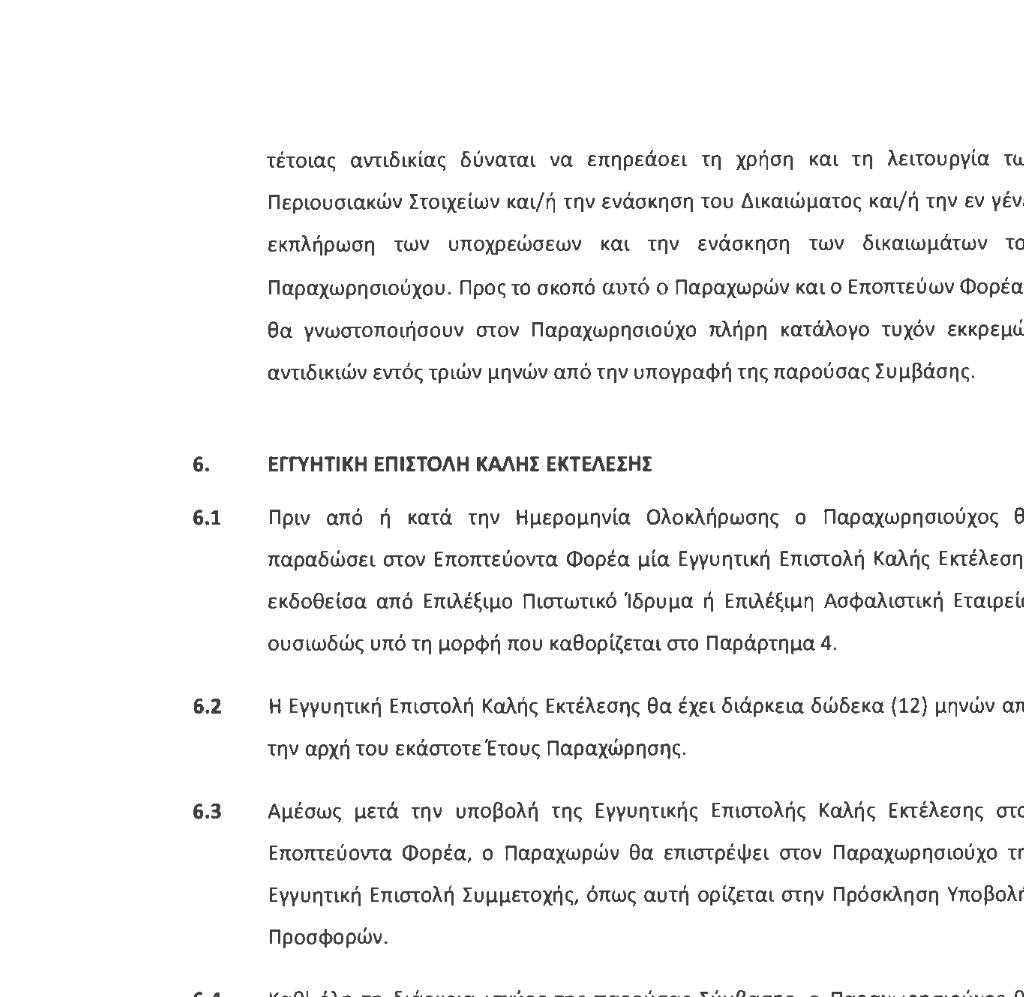 τέτοιας αντιδικίας δύναται να επηρεάσει τη χρήση και τη λειτουργία τω
Περιουσιακών Στοιχείων και/ή την ενάσκηση του Δικαιώματος και/ή την εν γένε
εκπλήρωση των υποχρεώσεων και την ενάσκηση των δικαιωμάτων το
Παραχωρησιούχου. Προς το σκοπό αυτό ο Παραχωρών και ο Εποπτεύων Φορέα
θα γνωστοποιήσουν στον Παραχωρησιούχο πλήρη κατάλογο τυχόν εκκρεμώ
αντιδικιών εντός τριών μηνών από την υπογραφή της παρούσας Συμβάσης.
6. ΕΓΓΥΗΤΙΚΗ ΕΠΙΣΤΟΛΗ ΚΑΛΗΣ ΕΚΤΕΛΕΣΗΣ
6.1 Πριν από ή κατά την Ημερομηνία Ολοκλήρωσης ο Παραχωρησιούχος θ
παραδώσει στον Εποπτεύοντα Φορέα μία Εγγυητική Επιστολή Καλής Εκτέλεση
εκδοθείσα από Επιλέξιμο Πιστωτικό Ίδρυμα ή Επιλέξιμη Ασφαλιστική Εταιρεί
ουσιωδώς υπό τη μορφή που καθορίζεται στο Παράρτημα 4.
6.2 Η Εγγυητική Επιστολή Καλής Εκτέλεσης θα έχει διάρκεια δώδεκα (12) μηνών απ
την αρχή του εκάστοτε Έτους Παραχώρησης.
6.3 Αμέσως μετά την υποβολή της Εγγυητικής Επιστολής Καλής Εκτέλεσης στο
Εποπτεύοντα Φορέα, ο Παραχωρών θα επιστρέψει στον Παραχωρησιούχο τη
Εγγυητική Επιστολή Συμμετοχής, όπως αυτή ορίζεται στην Πρόσκληση Υποβολή
Προσφορών.